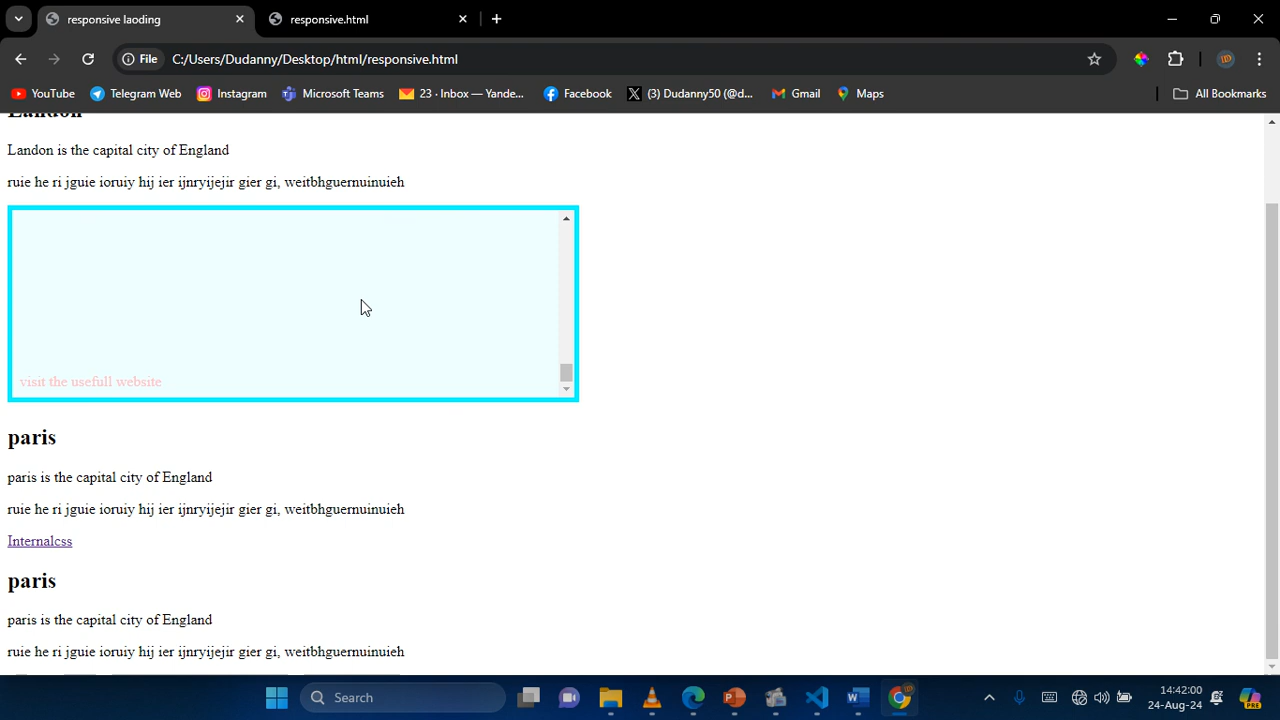 responsive laoding
responsive.html
File
C:/Users/Dudanny/Desktop/html/responsive.html
YouTube
Telegram Web
Instagram
Microsoft Teams
23 · Inbox — Yande...
Facebook
(3) Dudanny50 (@d...
Gmail
Maps
All Bookmarks
Landon
Landon is the capital city of England
ruie he ri jguie ioruiy hij ier ijnryijejir gier gi, weitbhguernuinuieh
visit the usefull website
paris
paris is the capital city of England
ruie he ri jguie ioruiy hij ier ijnryijejir gier gi, weitbhguernuinuieh
Internalcss
paris
paris is the capital city of England
ruie he ri jguie ioruiy hij ier ijnryijejir gier gi, weitbhguernuinuieh
Search
14:42:00
24-Aug-24
PRE